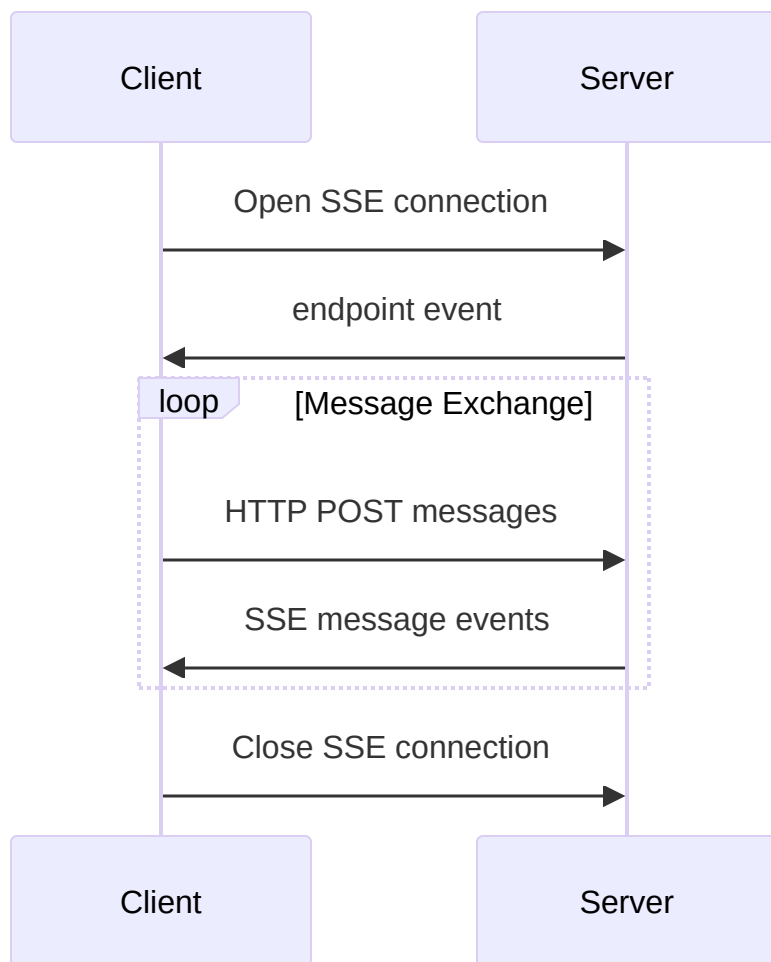 Client
Server
Open SSE connection
endpoint event
loop
[Message Exchange]
HTTP POST messages
SSE message events
Close SSE connection
Client
Server